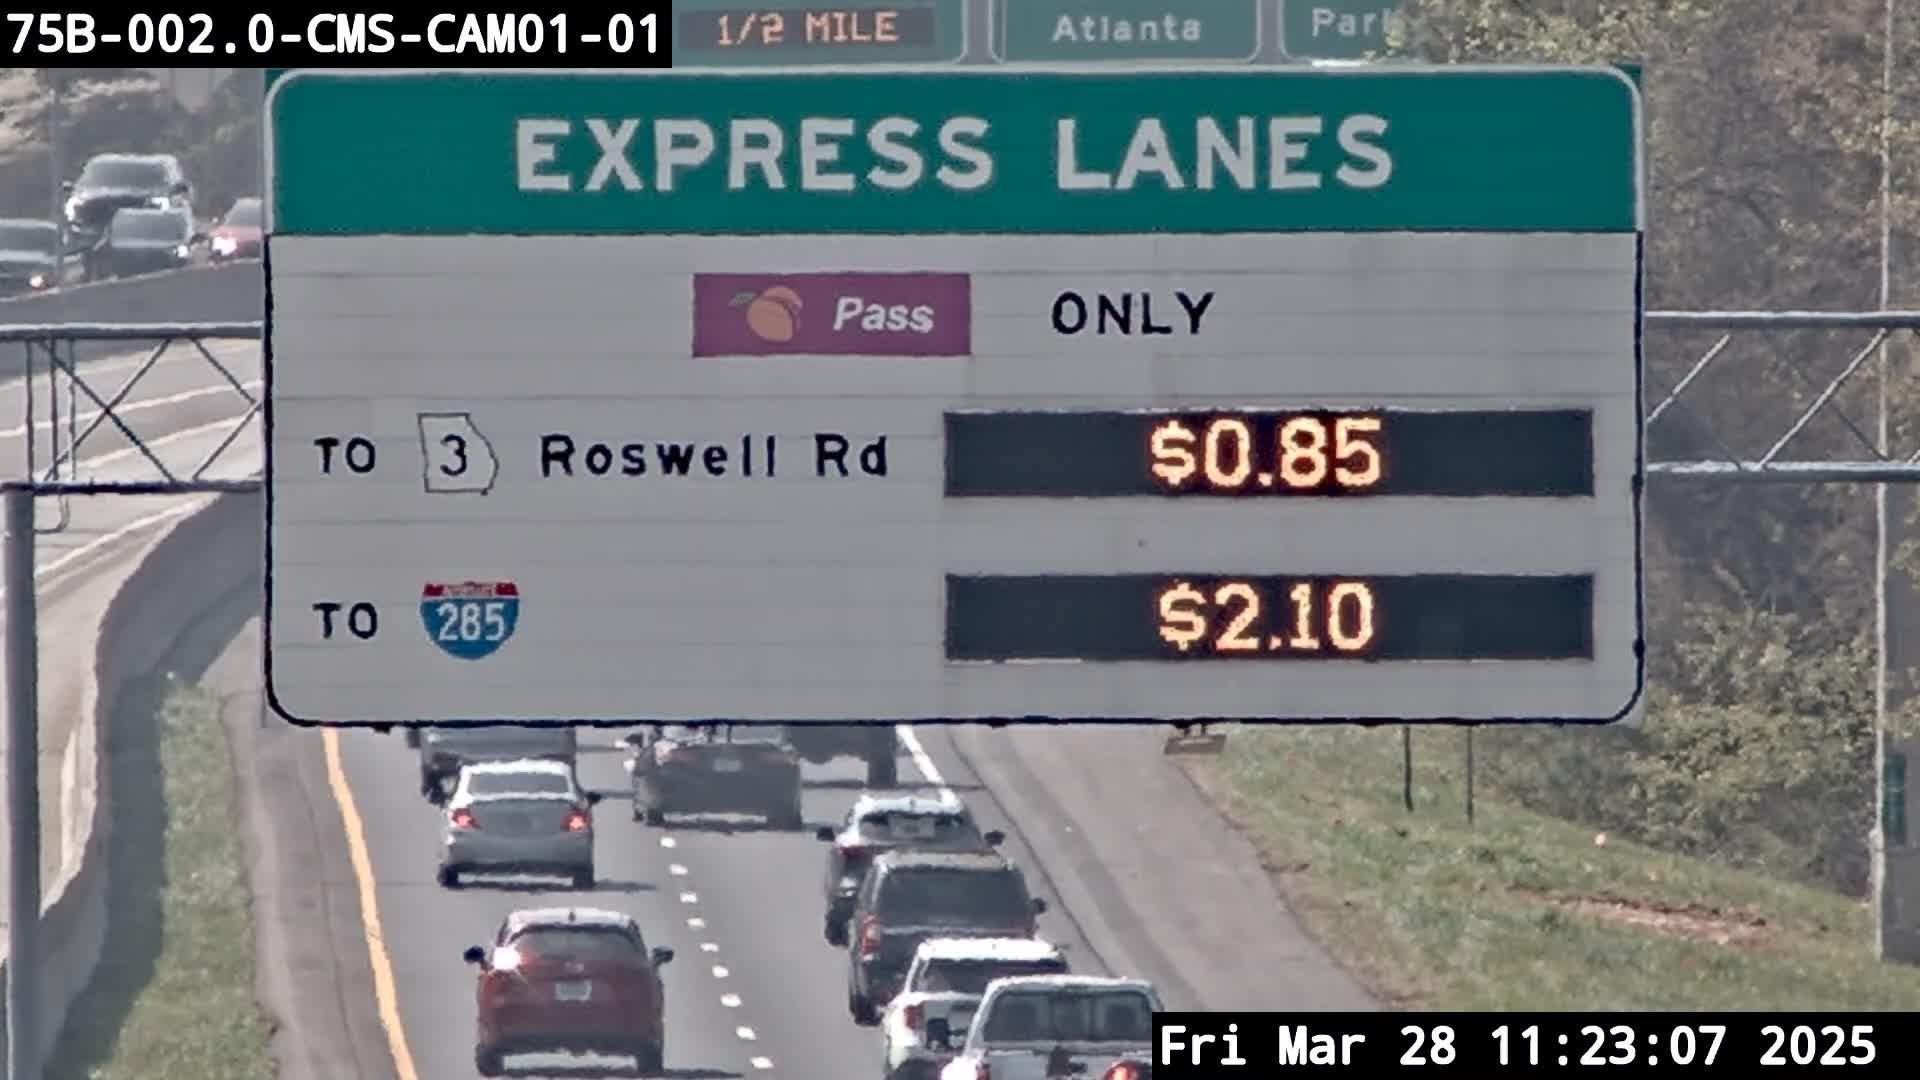 75B-002.0-CMS-CAM01-01
1/2 MILE
Atlanta
EXPRESS LANES
Pass ONLY
TO 3 Roswell Rd $0.85
TO 285 $2.10
Fri Mar 28 11:23:07 2025